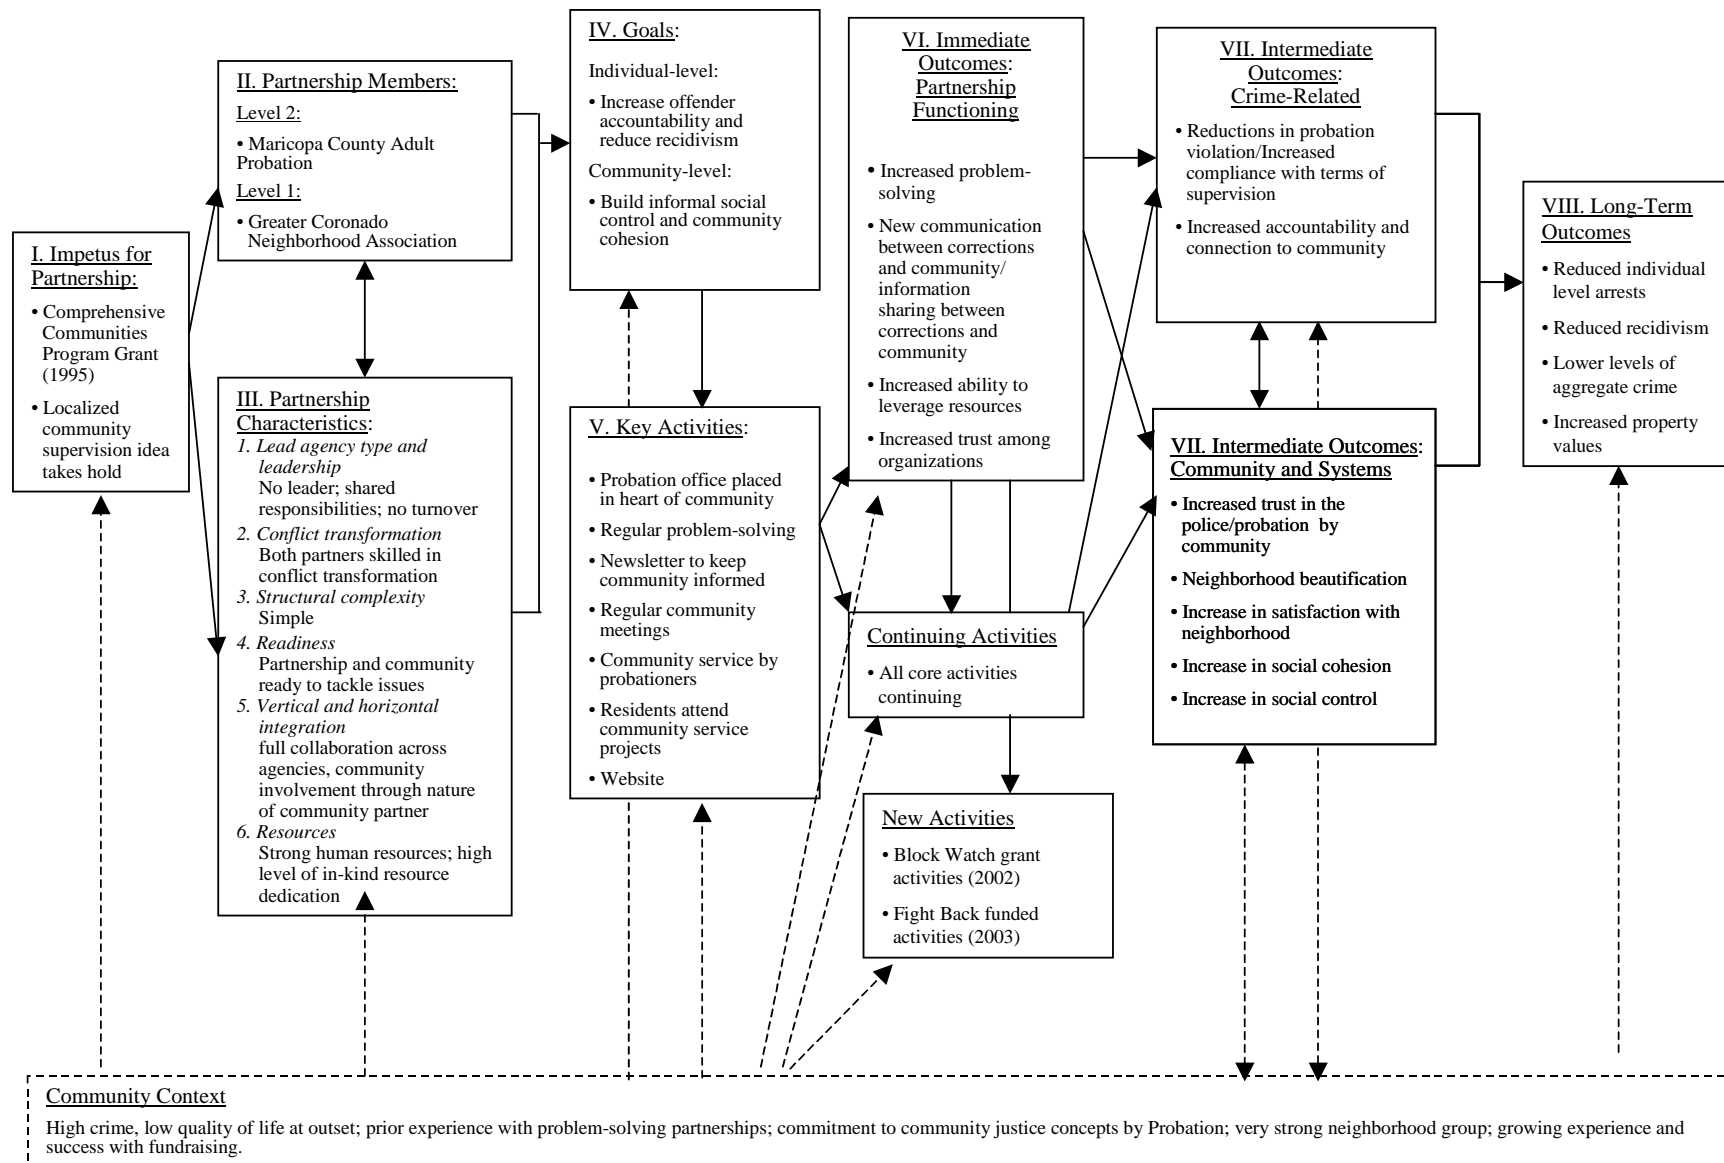 I. Impetus for
Partnership:
• Comprehensive
Communities
Program Grant
(1995)
• Localized
community
supervision idea
takes hold
II. Partnership Members:
Level 2:
• Maricopa County Adult
Probation
Level 1:
• Greater Coronado
Neighborhood Association
III. Partnership
Characteristics:
1. Lead agency type and
leadership
No leader; shared
responsibilities; no turnover
2. Conflict transformation
Both partners skilled in
conflict transformation
3. Structural complexity
Simple
4. Readiness
Partnership and community
ready to tackle issues
5. Vertical and horizontal
integration
full collaboration across
agencies, community
involvement through nature
of community partner
6. Resources
Strong human resources; high
level of in-kind resource
dedication
IV. Goals:
Individual-level:
• Increase offender
accountability and
reduce recidivism
Community-level:
• Build informal social
control and community
cohesion
V. Key Activities:
• Probation office placed
in heart of community
• Regular problem-solving
• Newsletter to keep
community informed
• Regular community
meetings
• Community service by
probationers
• Residents attend
community service
projects
• Website
VI. Immediate
Outcomes:
Partnership
Functioning
• Increased problem-
solving
• New communication
between corrections
and community/
information
sharing between
corrections and
community
• Increased ability to
leverage resources
• Increased trust among
organizations
Continuing Activities
• All core activities
continuing
New Activities
• Block Watch grant
activities (2002)
• Fight Back funded
activities (2003)
VII. Intermediate
Outcomes:
Crime-Related
• Reductions in probation
violation/Increased
compliance with terms of
supervision
• Increased accountability and
connection to community
VII. Intermediate Outcomes:
Community and Systems
• Increased trust in the
police/probation by
community
• Neighborhood beautification
• Increase in satisfaction with
neighborhood
• Increase in social cohesion
• Increase in social control
VIII. Long-Term
Outcomes
• Reduced individual
level arrests
• Reduced recidivism
• Lower levels of
aggregate crime
• Increased property
values
Community Context
High crime, low quality of life at outset; prior experience with problem-solving partnerships; commitment to community justice concepts by Probation; very strong neighborhood group; growing experience and
success with fundraising.